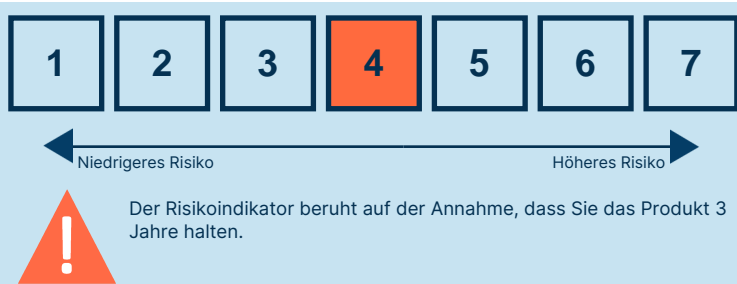 1 2 3 4 5 6 7
Niedrigeres Risiko Höheres Risiko
Der Risikoindikator beruht auf der Annahme, dass Sie das Produkt 3
Jahre halten.
!